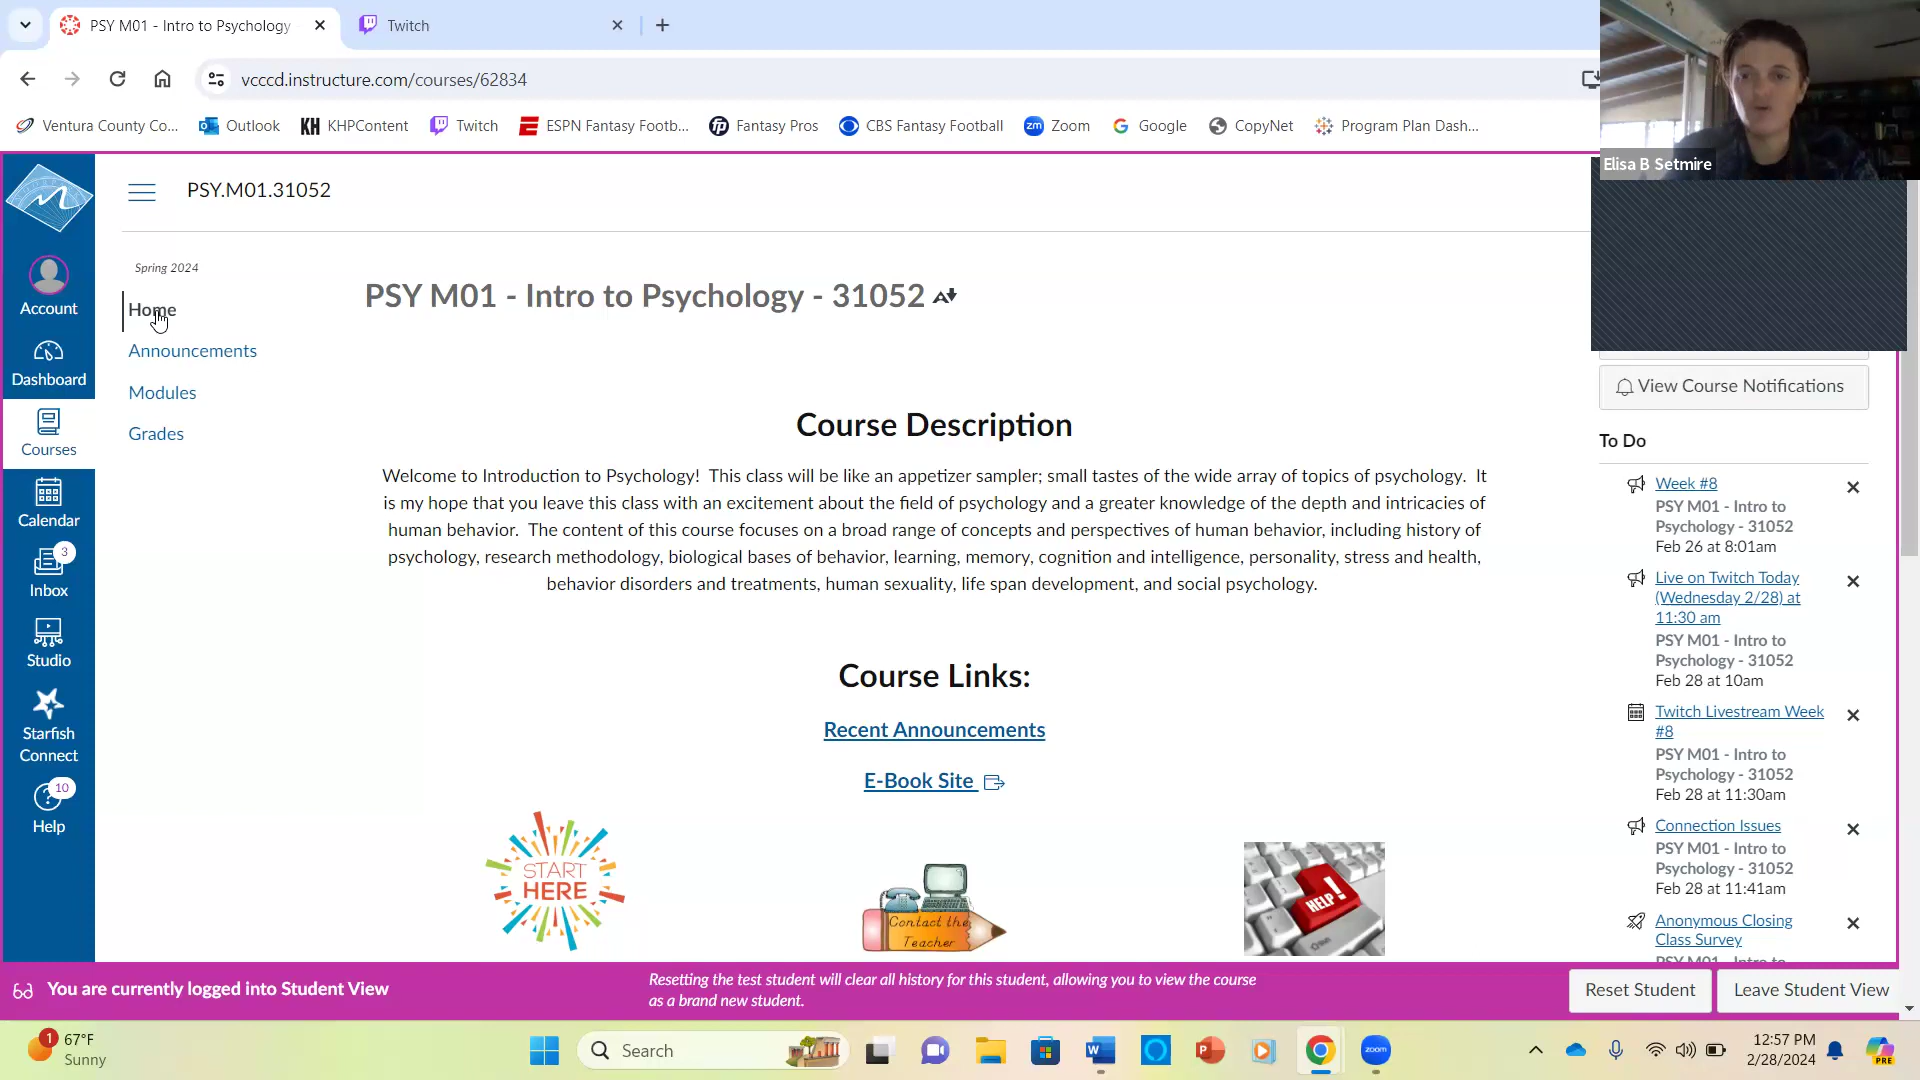 PSY M01 - Intro to Psychology
Twitch
vcccd.instructure.com/courses/62834
Ventura County Co...
Outlook
KH KHPContent
Twitch
ESPN Fantasy Footb...
fp Fantasy Pros
CBS Fantasy Football
zm Zoom
Google
CopyNet
Program Plan Dash...
Elisa B Setmire
PSY.M01.31052
Account
Dashboard
Courses
Calendar
3
Inbox
Studio
Starfish
Connect
10
Help
Spring 2024
Home
Announcements
Modules
Grades
PSY M01 - Intro to Psychology - 31052
Course Description
Welcome to Introduction to Psychology! This class will be like an appetizer sampler; small tastes of the wide array of topics of psychology. It
is my hope that you leave this class with an excitement about the field of psychology and a greater knowledge of the depth and intricacies of
human behavior. The content of this course focuses on a broad range of concepts and perspectives of human behavior, including history of
psychology, research methodology, biological bases of behavior, learning, memory, cognition and intelligence, personality, stress and health,
behavior disorders and treatments, human sexuality, life span development, and social psychology.
Course Links:
Recent Announcements
E-Book Site
START
HERE
Contact the
Teacher
HELP!
View Course Notifications
To Do
Week #8
PSY M01 - Intro to
Psychology - 31052
Feb 26 at 8:01am
Live on Twitch Today
(Wednesday 2/28) at
11:30 am
PSY M01 - Intro to
Psychology - 31052
Feb 28 at 10am
Twitch Livestream Week
#8
PSY M01 - Intro to
Psychology - 31052
Feb 28 at 11:30am
Connection Issues
PSY M01 - Intro to
Psychology - 31052
Feb 28 at 11:41am
Anonymous Closing
Class Survey
PSY M01 - Intro to
You are currently logged into Student View
Resetting the test student will clear all history for this student, allowing you to view the course
as a brand new student.
Reset Student
Leave Student View
1
67°F
Sunny
Search
W
P
zoom
12:57 PM
2/28/2024
PRE